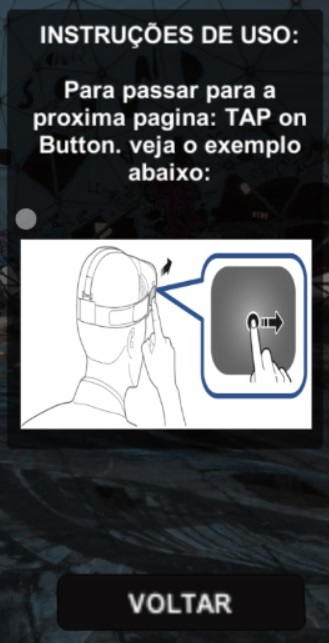 INSTRUÇÕES DE USO:
Para passar para a
proxima pagina: TAP on
Button. veja o exemplo
abaixo:
VOLTAR